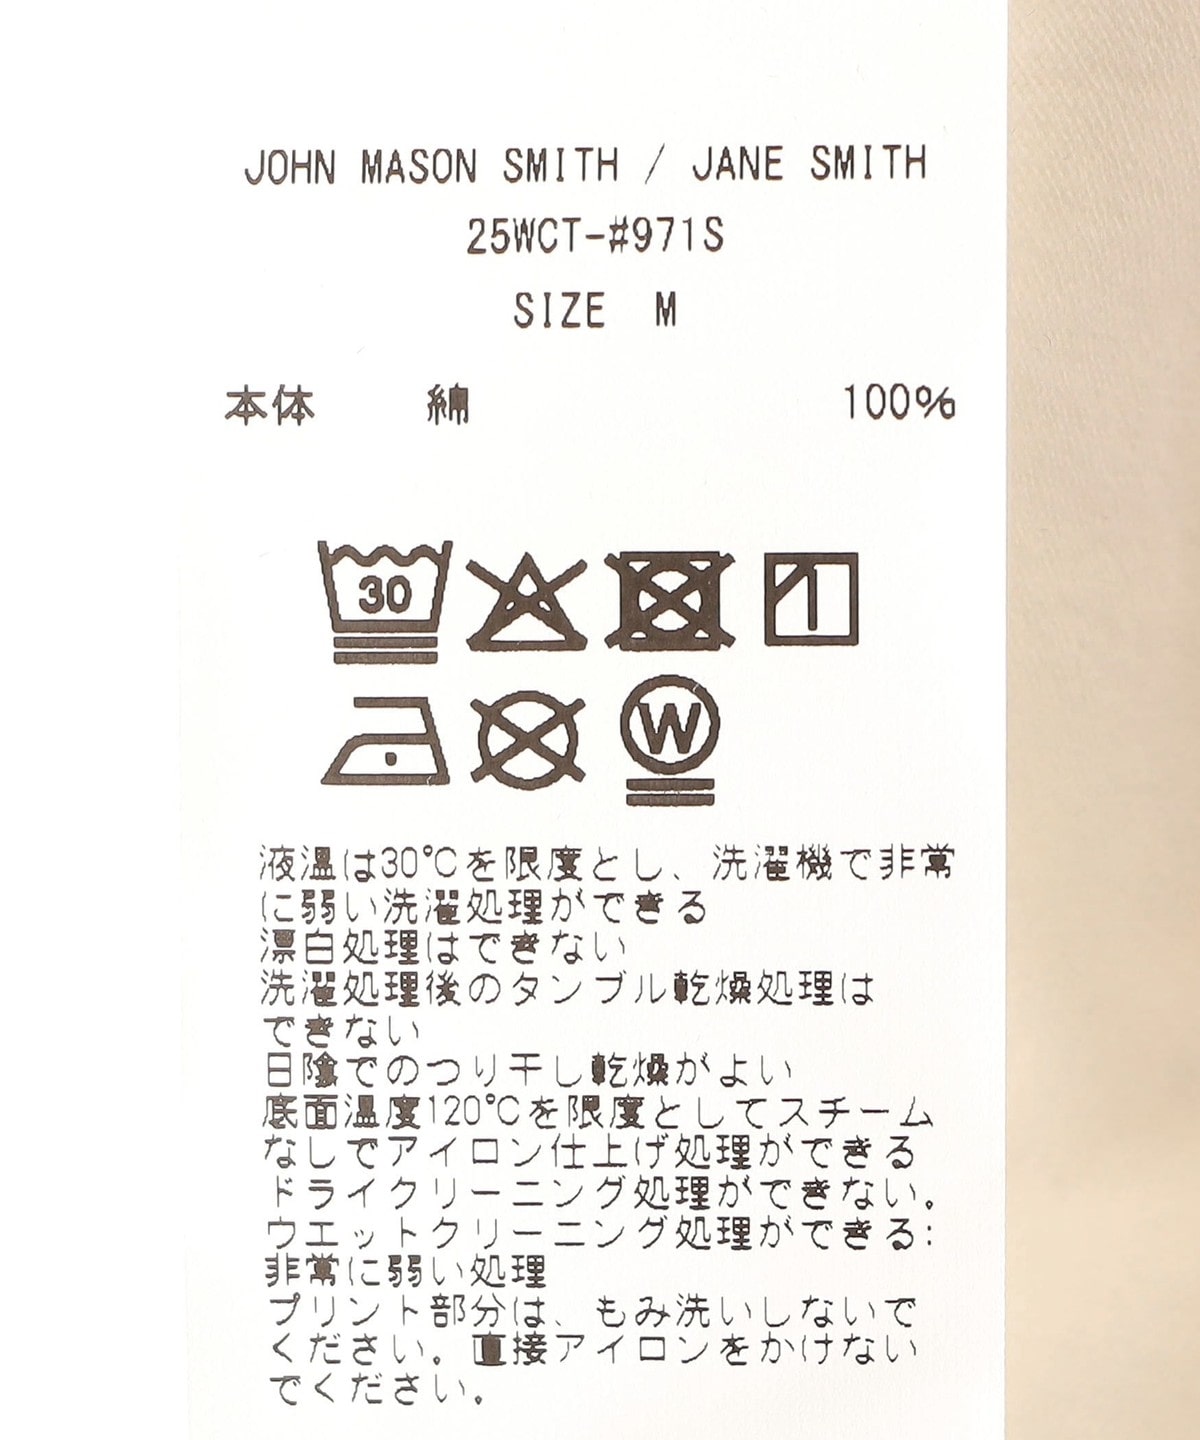 JOHN MASON SMITH / JANE SMITH
25WCT-#971S
SIZE M
本体 綿 100%
30
W
液温は30℃を限度とし、洗濯機で非常
に弱い洗濯処理ができる
漂白処理はできない
洗濯処理後のタンブル乾燥処理は
できない
日陰でのつり干し乾燥がよい
底面温度120℃を限度としてスチーム
なしでアイロン仕上げ処理ができる
ドライクリーニング処理ができない。
ウエットクリーニング処理ができる:
非常に弱い処理
プリント部分は、もみ洗いしないで
ください。直接アイロンをかけない
でください。